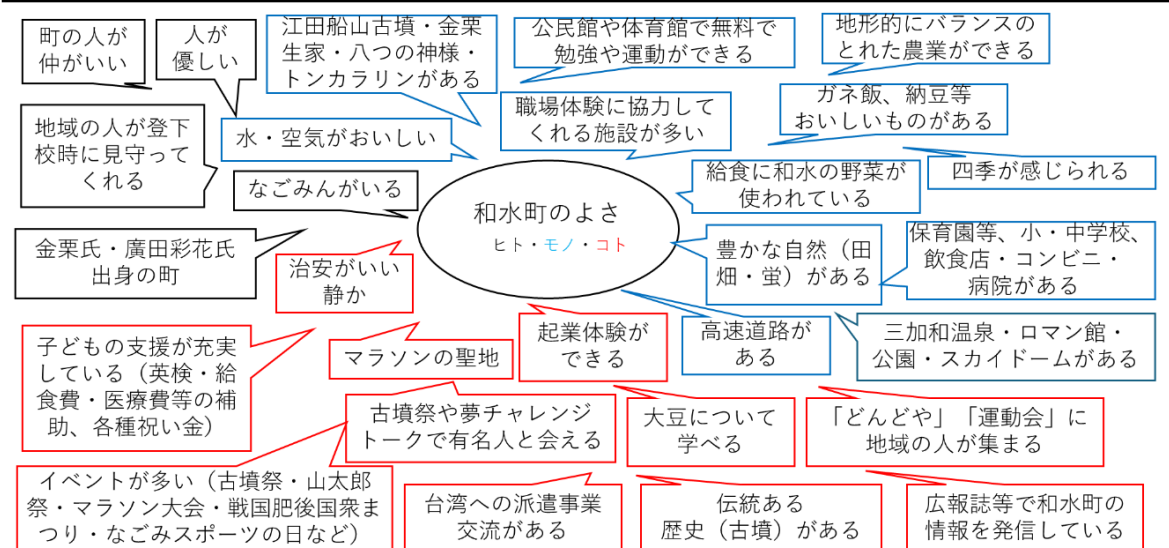 町の人が
仲がいい
人が
優しい
江田船山古墳・金栗
生家・八つの神様・
トンカラリンがある
公民館や体育館で無料で
勉強や運動ができる
地形的にバランスの
とれた農業ができる
地域の人が登下
校時に見守って
くれる
水・空気がおいしい
職場体験に協力して
くれる施設が多い
ガネ飯、納豆等
おいしいものがある
なごみんがいる
給食に和水の野菜が
使われている
四季が感じられる
和水町のよさ
ヒト・モノ・コト
金栗氏・廣田彩花氏
出身の町
治安がいい
静か
豊かな自然（田
畑・蛍）がある
保育園等、小・中学校、
飲食店・コンビニ・
病院がある
子どもの支援が充実
している（英検・給
食費・医療費等の補
助、各種祝い金）
マラソンの聖地
起業体験が
できる
高速道路が
ある
三加和温泉・ロマン館・
公園・スカイドームがある
古墳祭や夢チャレンジ
トークで有名人と会える
大豆について
学べる
「どんどや」「運動会」に
地域の人が集まる
イベントが多い（古墳祭・山太郎
祭・マラソン大会・戦国肥後国衆ま
つり・なごみスポーツの日など）
台湾への派遣事業
交流がある
伝統ある
歴史（古墳）がある
広報誌等で和水町の
情報を発信している